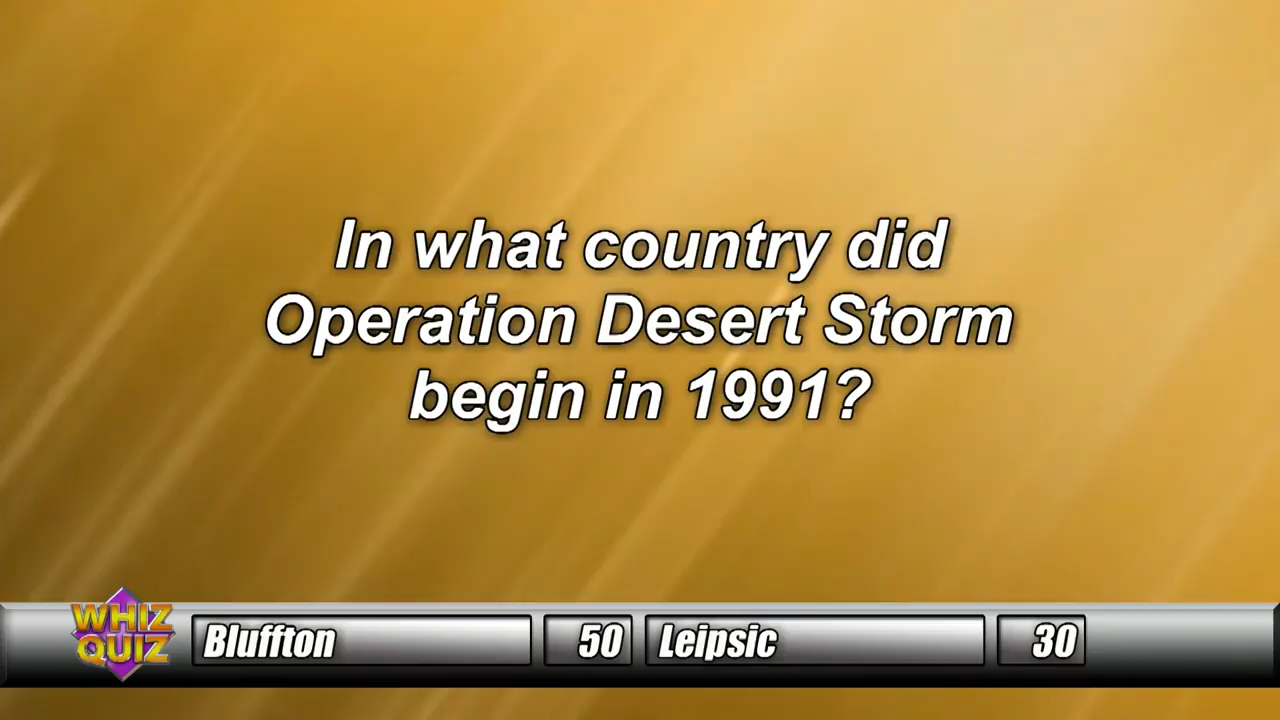 In what country did
Operation Desert Storm
begin in 1991?
WHIZ
QUIZ
Bluffton 50 Leipsic 30